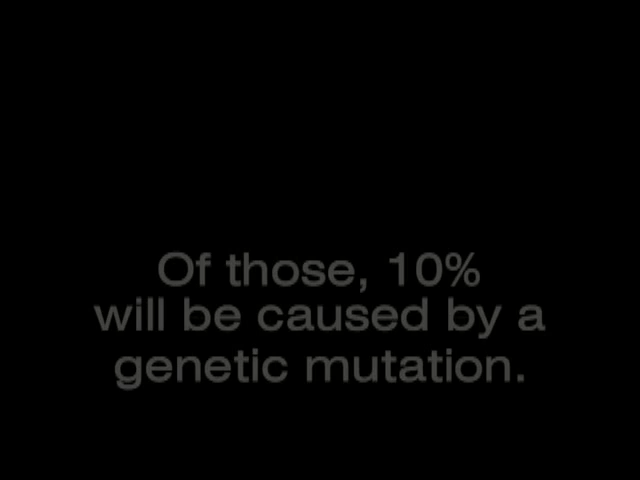 Of those, 10%
will be caused by a
genetic mutation.